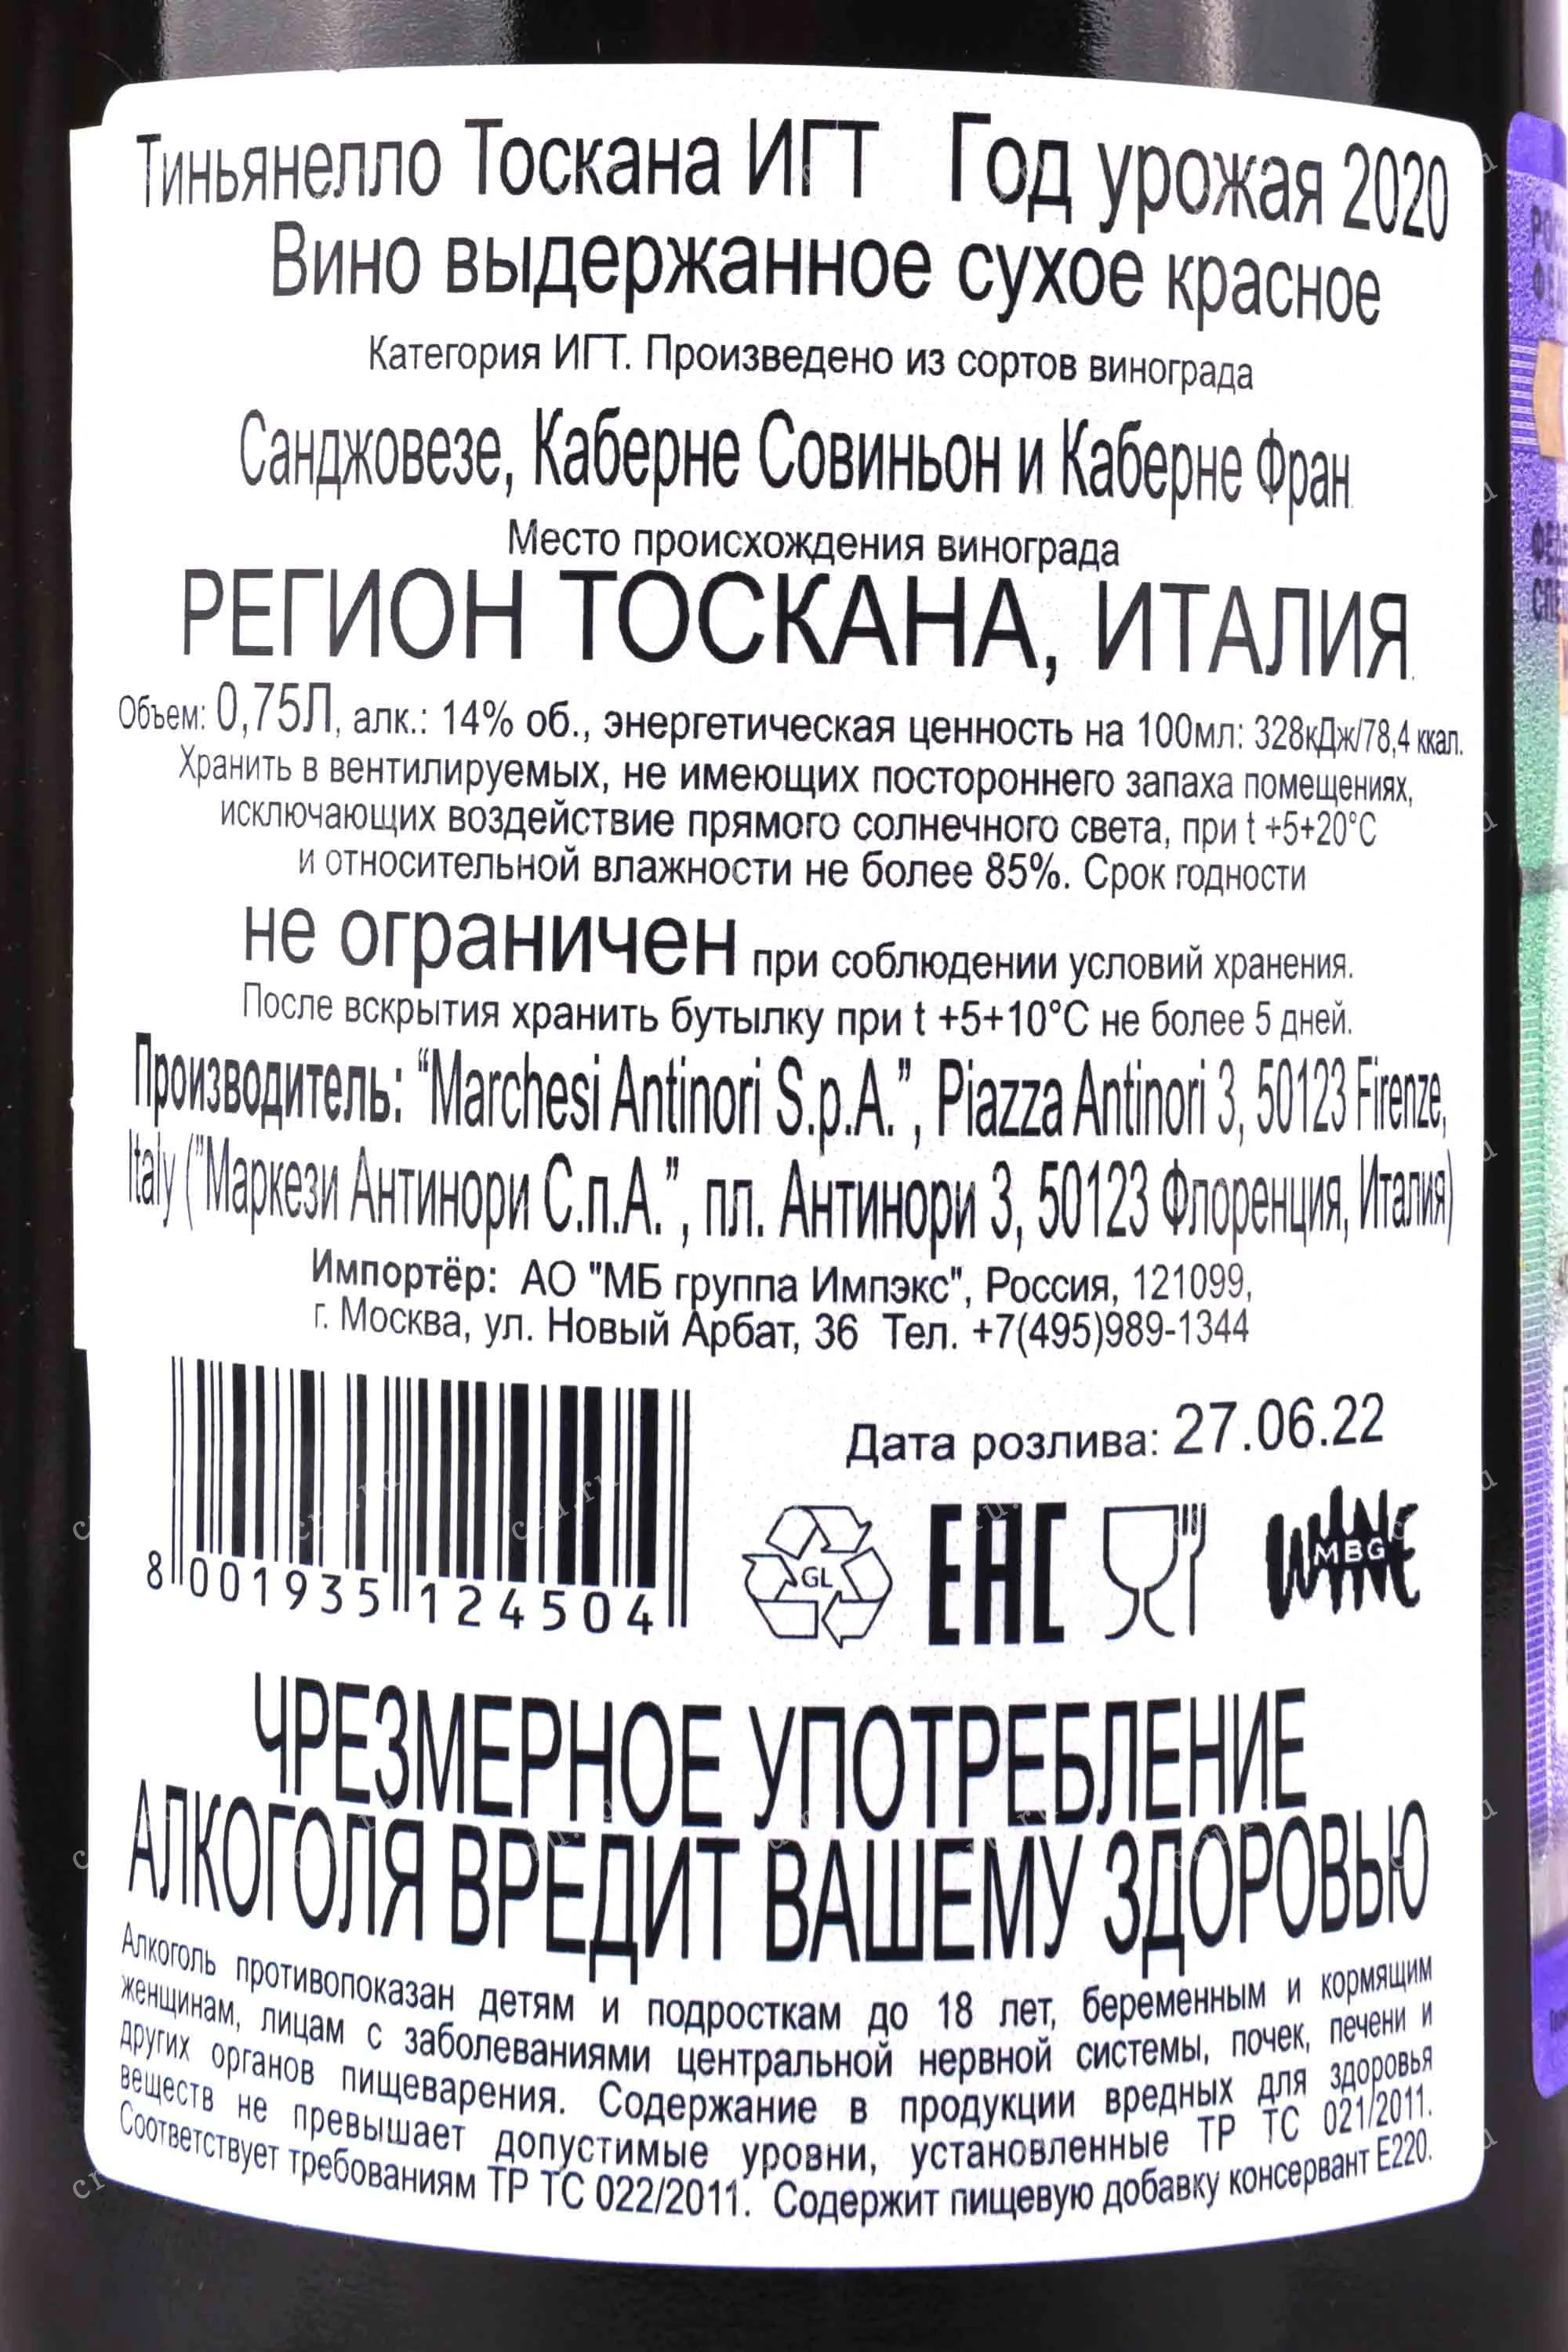 Тиньянелло Тоскана ИГТ Год урожая 2020
Вино выдержанное сухое красное
Категория ИГТ. Произведено из сортов винограда
Санджовезе, Каберне Совиньон и Каберне Фран
Место происхождения винограда
РЕГИОН ТОСКАНА, ИТАЛИЯ.
Объем: 0,75Л, алк.: 14% об., энергетическая ценность на 100мл: 328кДж/78,4 ккал.
Хранить в вентилируемых, не имеющих постороннего запаха помещениях,
исключающих воздействие прямого солнечного света, при t +5+20°C
и относительной влажности не более 85%. Срок годности
не ограничен при соблюдении условий хранения.
После вскрытия хранить бутылку при t +5+10°C не более 5 дней.
Производитель: “Marchesi Antinori S.p.A.”, Piazza Antinori 3, 50123 Firenze,
Italy (“Маркези Антинори С.п.А.”, пл. Антинори 3, 50123 Флоренция, Италия)
Импортёр: АО "МБ группа Импэкс", Россия, 121099,
г. Москва, ул. Новый Арбат, 36 Тел. +7(495)989-1344
Дата розлива: 27.06.22
8 001935 124504
GL
EAC
WINE
MBG
ЧРЕЗМЕРНОЕ УПОТРЕБЛЕНИЕ
АЛКОГОЛЯ ВРЕДИТ ВАШЕМУ ЗДОРОВЬЮ
Алкоголь противопоказан детям и подросткам до 18 лет, беременным и кормящим
женщинам, лицам с заболеваниями центральной нервной системы, почек, печени и
других органов пищеварения. Содержание в продукции вредных для здоровья
веществ не превышает допустимые уровни, установленные ТР ТС 021/2011.
Соответствует требованиям ТР ТС 022/2011. Содержит пищевую добавку консервант Е220.